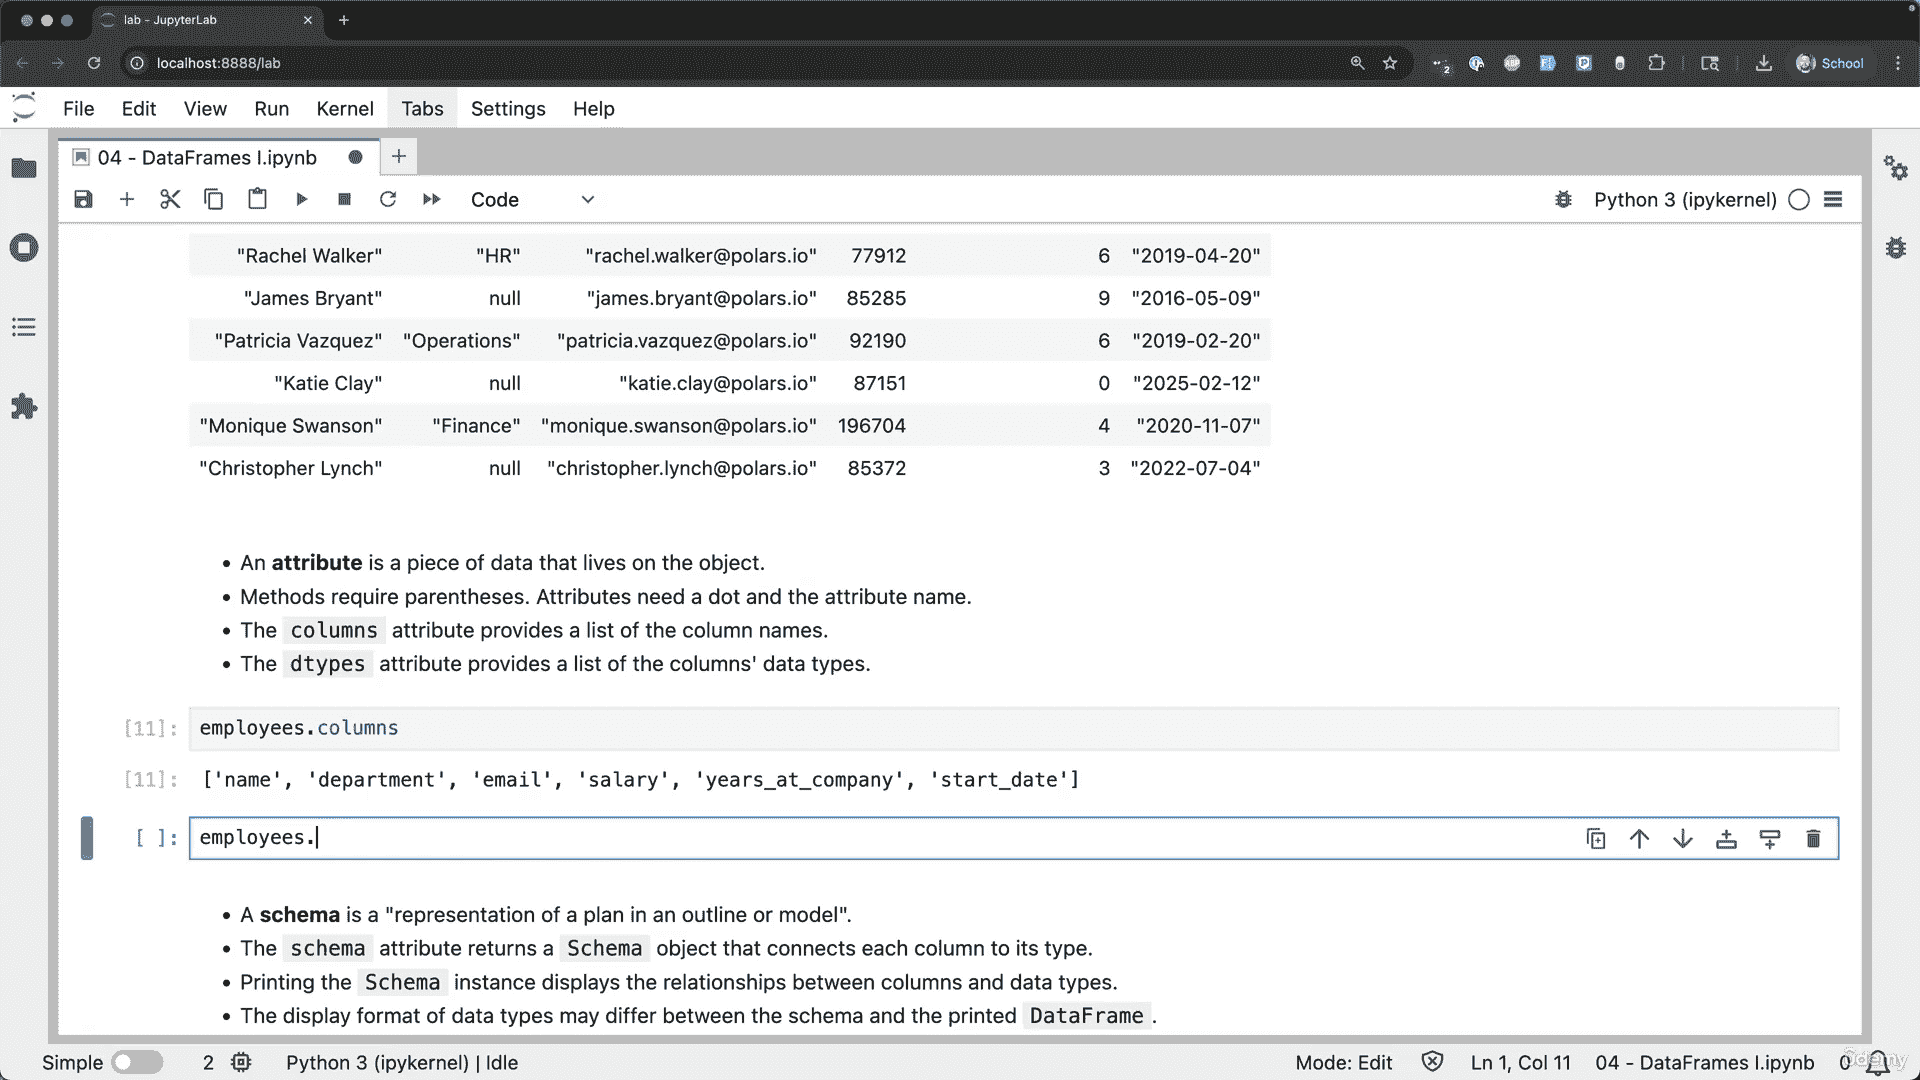 lab - JupyterLab
localhost:8888/lab
2
School
File Edit View Run Kernel Tabs Settings Help
04 - DataFrames I.ipynb
Code
Python 3 (ipykernel)
"Rachel Walker" "HR" "rachel.walker@polars.io" 77912 6 "2019-04-20"
"James Bryant" null "james.bryant@polars.io" 85285 9 "2016-05-09"
"Patricia Vazquez" "Operations" "patricia.vazquez@polars.io" 92190 6 "2019-02-20"
"Katie Clay" null "katie.clay@polars.io" 87151 0 "2025-02-12"
"Monique Swanson" "Finance" "monique.swanson@polars.io" 196704 4 "2020-11-07"
"Christopher Lynch" null "christopher.lynch@polars.io" 85372 3 "2022-07-04"
• An attribute is a piece of data that lives on the object.
• Methods require parentheses. Attributes need a dot and the attribute name.
• The columns attribute provides a list of the column names.
• The dtypes attribute provides a list of the columns' data types.
[11]: employees.columns
[11]: ['name', 'department', 'email', 'salary', 'years_at_company', 'start_date']
[ ]: employees.
• A schema is a "representation of a plan in an outline or model".
• The schema attribute returns a Schema object that connects each column to its type.
• Printing the Schema instance displays the relationships between columns and data types.
• The display format of data types may differ between the schema and the printed DataFrame .
Simple 2 Python 3 (ipykernel) | Idle Mode: Edit Ln 1, Col 11 04 - DataFrames I.ipynb 0
Udemy